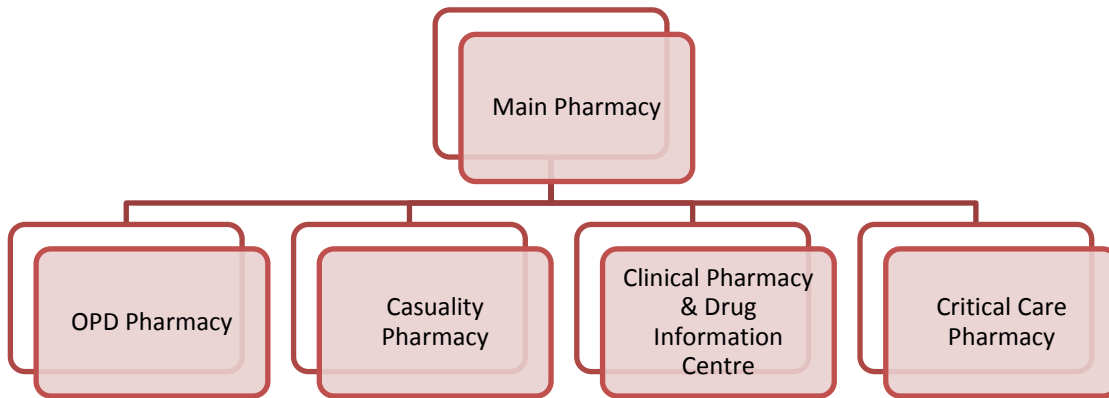 Main Pharmacy
OPD Pharmacy
Casuality
Pharmacy
Clinical Pharmacy
& Drug
Information
Centre
Critical Care
Pharmacy